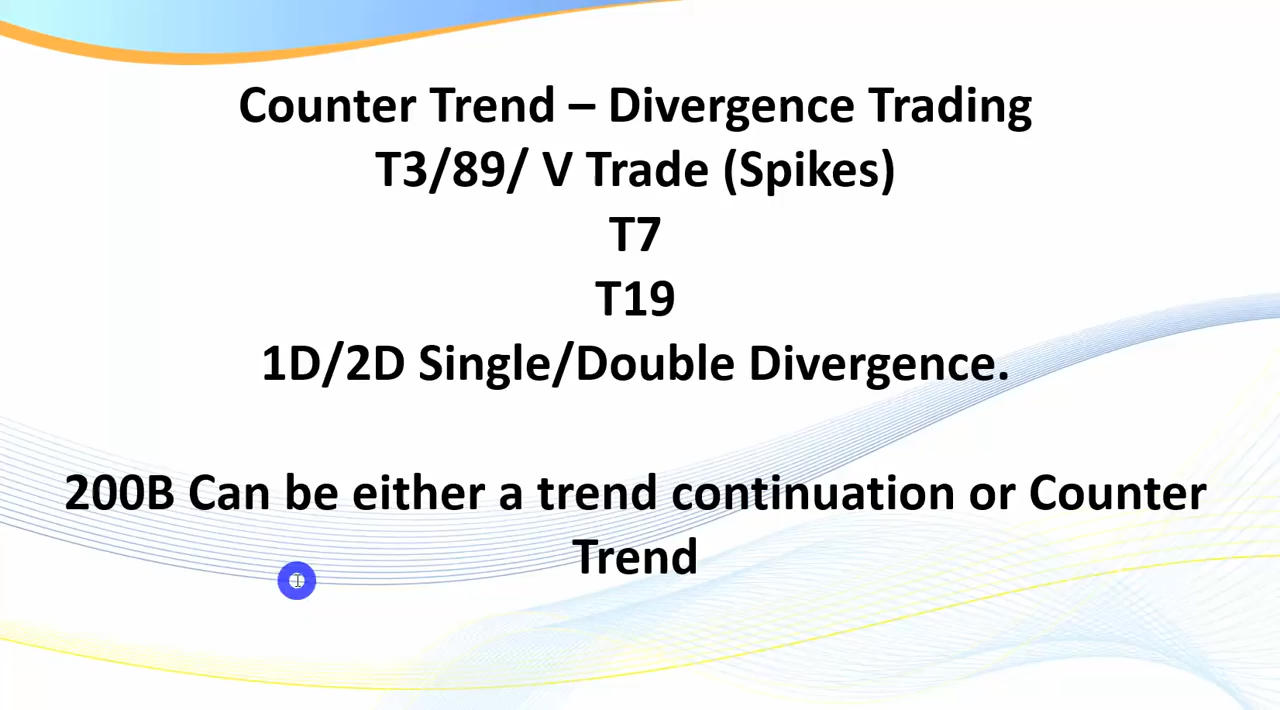 Counter Trend – Divergence Trading
T3/89/ V Trade (Spikes)
T7
T19
1D/2D Single/Double Divergence.
200B Can be either a trend continuation or Counter
Trend